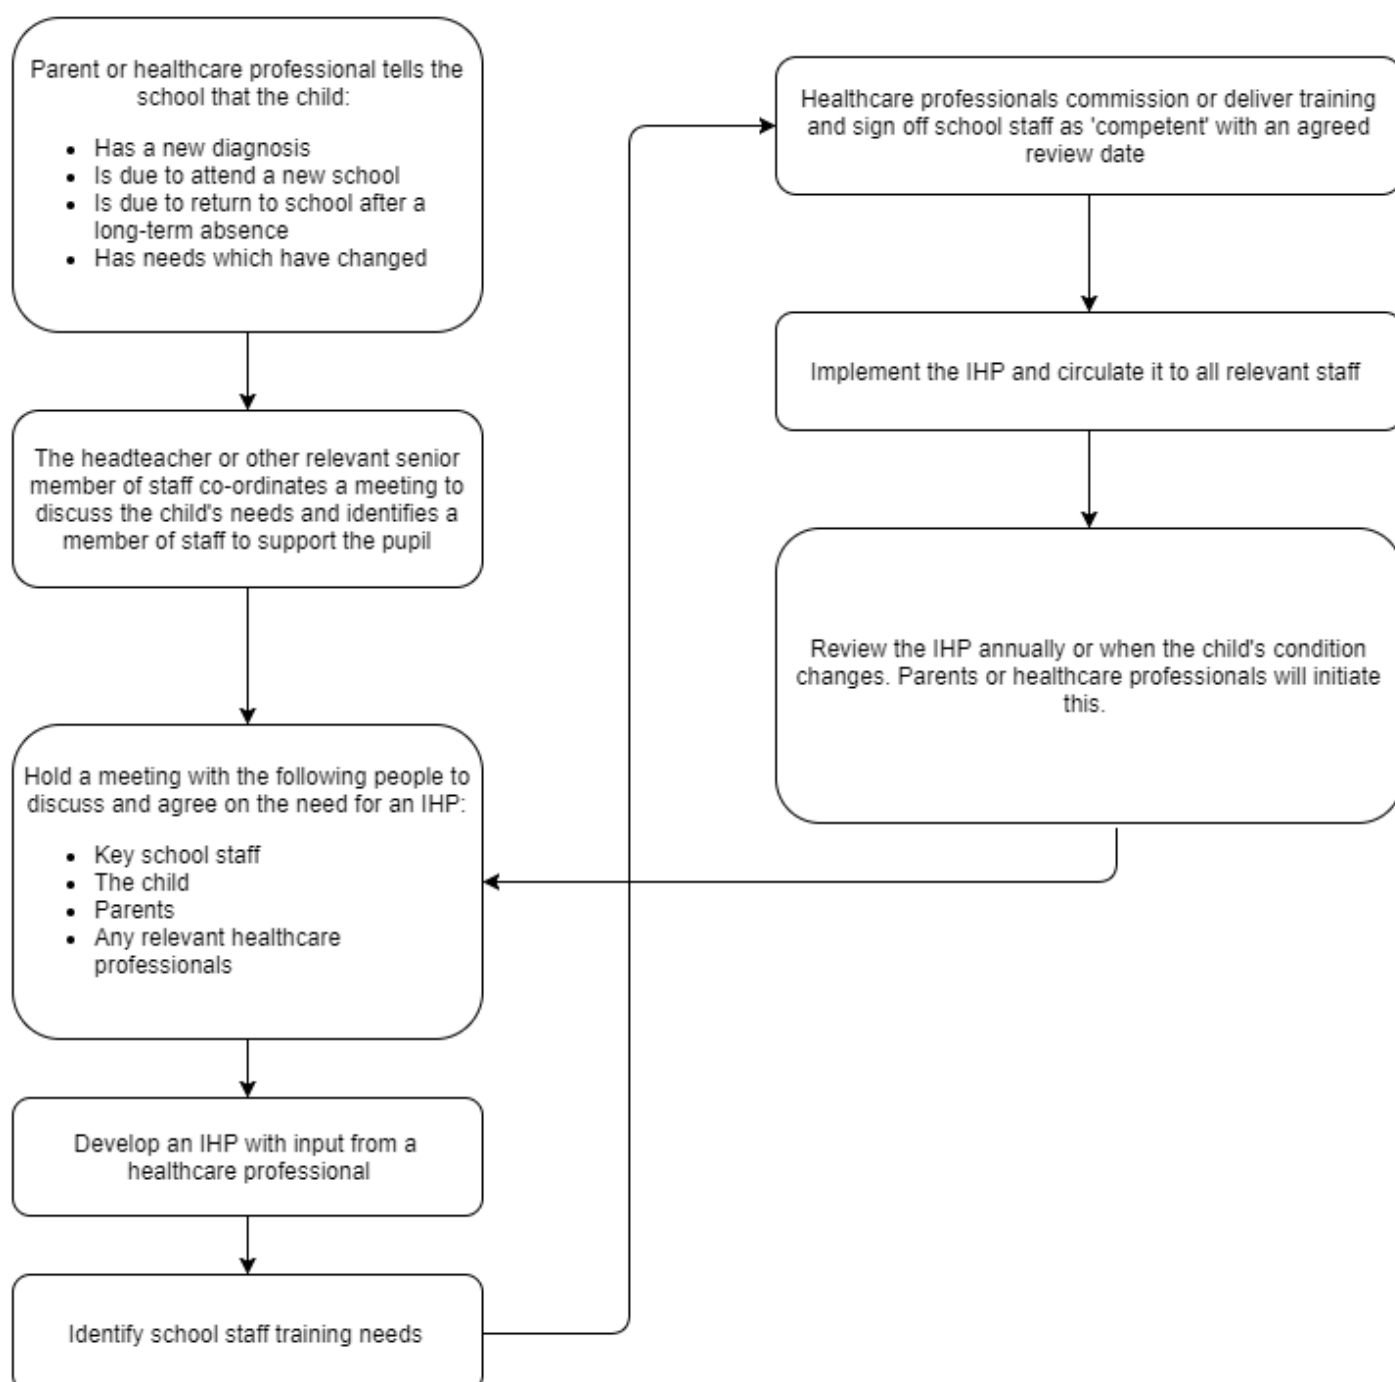 Parent or healthcare professional tells the
school that the child:
• Has a new diagnosis
• Is due to attend a new school
• Is due to return to school after a
long-term absence
• Has needs which have changed
The headteacher or other relevant senior
member of staff co-ordinates a meeting to
discuss the child's needs and identifies a
member of staff to support the pupil
Hold a meeting with the following people to
discuss and agree on the need for an IHP:
• Key school staff
• The child
• Parents
• Any relevant healthcare
professionals
Develop an IHP with input from a
healthcare professional
Identify school staff training needs
Healthcare professionals commission or deliver training
and sign off school staff as 'competent' with an agreed
review date
Implement the IHP and circulate it to all relevant staff
Review the IHP annually or when the child's condition
changes. Parents or healthcare professionals will initiate
this.